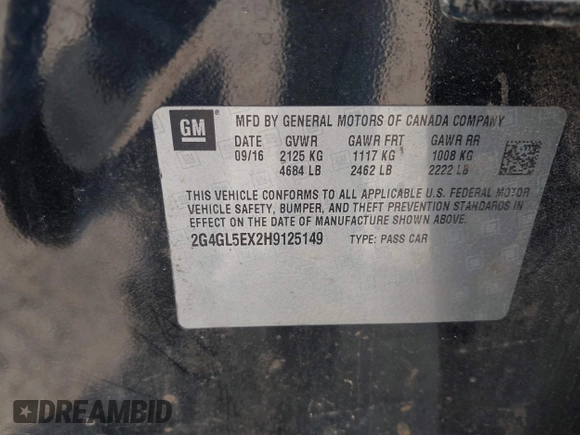 GM
MFD BY GENERAL MOTORS OF CANADA COMPANY
DATE GVWR GAWR FRT GAWR RR
09/16 2125 KG 1117 KG 1008 KG
4684 LB 2462 LB 2222 LB
THIS VEHICLE CONFORMS TO ALL APPLICABLE U.S. FEDERAL MOTOR
VEHICLE SAFETY, BUMPER, AND THEFT PREVENTION STANDARDS IN
EFFECT ON THE DATE OF MANUFACTURE SHOWN ABOVE.
2G4GL5EX2H9125149 TYPE: PASS CAR
DREAMBID